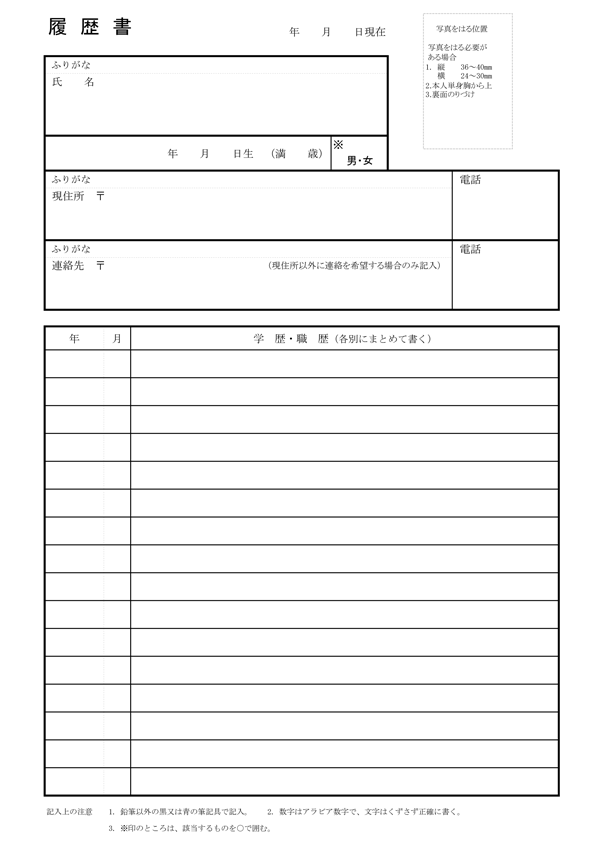 履 歴 書
年　　月　　日現在
写真をはる位置
写真をはる必要が
ある場合
1. 縦　36～40mm
横　24～30mm
2.本人単身胸から上
3.裏面のりづけ
ふりがな
氏　　名
年　　月　　日生　（満　　歳）
※
男・女
ふりがな
電話
現住所　〒
ふりがな
電話
連絡先　〒　（現住所以外に連絡を希望する場合のみ記入）
年　月　学　歴・職　歴（各別にまとめて書く）
記入上の注意　1. 鉛筆以外の黒又は青の筆記具で記入。　2. 数字はアラビア数字で、文字はくずさず正確に書く。
3. ※印のところは、該当するものを〇で囲む。